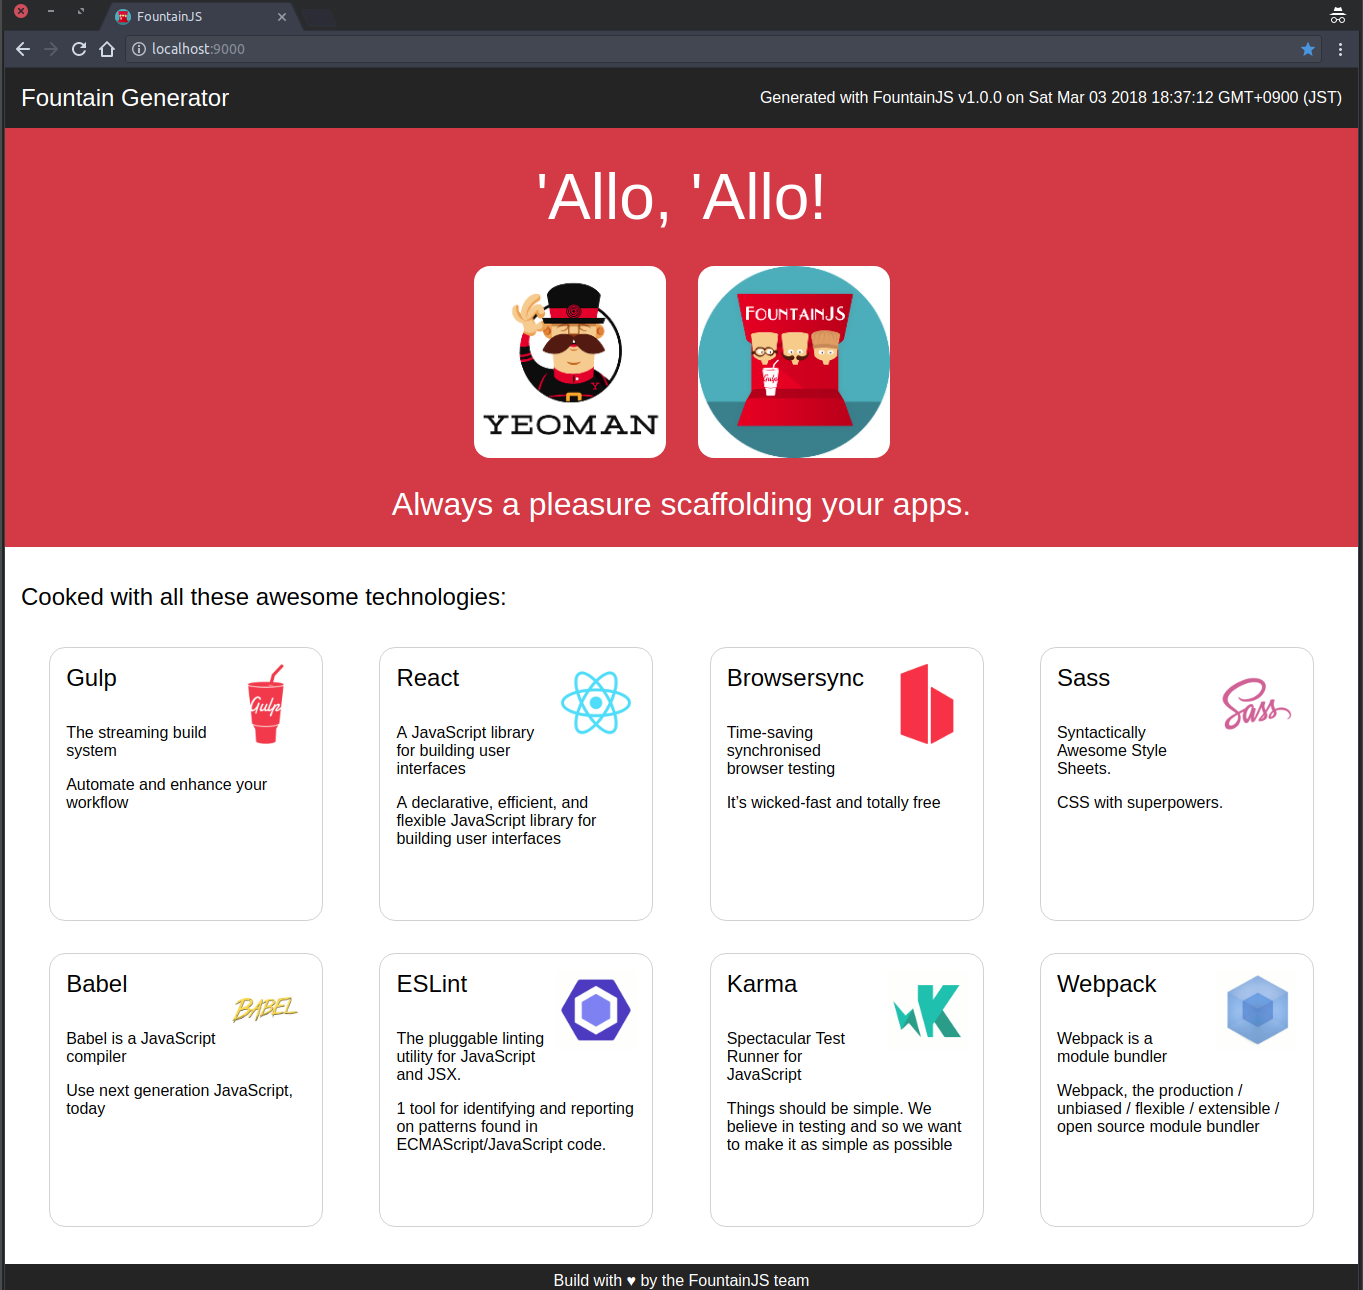 FountainJS
localhost:9000
Fountain Generator
Generated with FountainJS v1.0.0 on Sat Mar 03 2018 18:37:12 GMT+0900 (JST)
'Allo, 'Allo!
YEOMAN
FOUNTAINJS
Gulp
Always a pleasure scaffolding your apps.
Cooked with all these awesome technologies:
Gulp
Gulp
The streaming build
system
Automate and enhance your
workflow
React
A JavaScript library
for building user
interfaces
A declarative, efficient, and
flexible JavaScript library for
building user interfaces
Browsersync
Time-saving
synchronised
browser testing
It's wicked-fast and totally free
Sass
Sass
Syntactically
Awesome Style
Sheets.
CSS with superpowers.
Babel
BABEL
Babel is a JavaScript
compiler
Use next generation JavaScript,
today
ESLint
The pluggable linting
utility for JavaScript
and JSX.
1 tool for identifying and reporting
on patterns found in
ECMAScript/JavaScript code.
Karma
K
Spectacular Test
Runner for
JavaScript
Things should be simple. We
believe in testing and so we want
to make it as simple as possible
Webpack
Webpack is a
module bundler
Webpack, the production /
unbiased / flexible / extensible /
open source module bundler
Build with ♥ by the FountainJS team